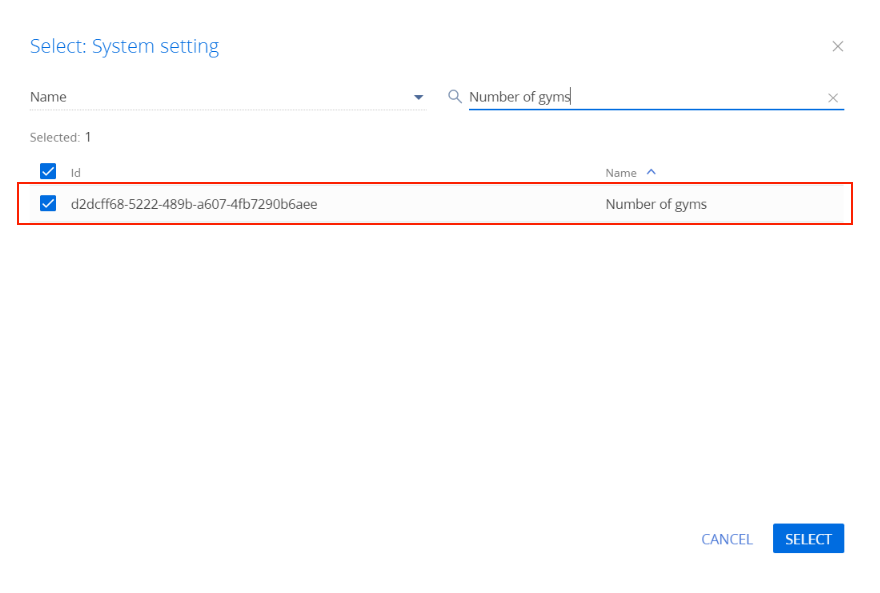 Select: System setting
Name Number of gyms
Selected: 1
Id Name
d2dcff68-5222-489b-a607-4fb7290b6aee Number of gyms
CANCEL SELECT